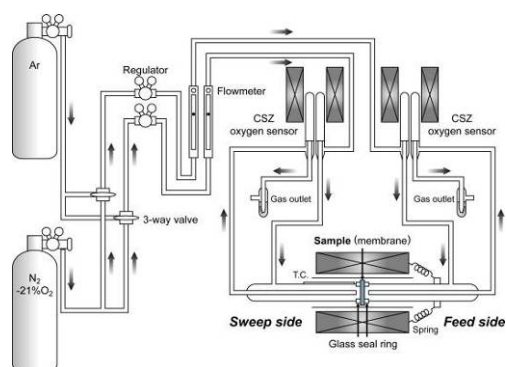 Ar
Regulator
Flowmeter
CSZ
oxygen sensor
CSZ
oxygen sensor
Gas outlet
Gas outlet
3-way valve
N2
-21%O2
Sample (membrane)
T.C.
Sweep side
Feed side
Spring
Glass seal ring